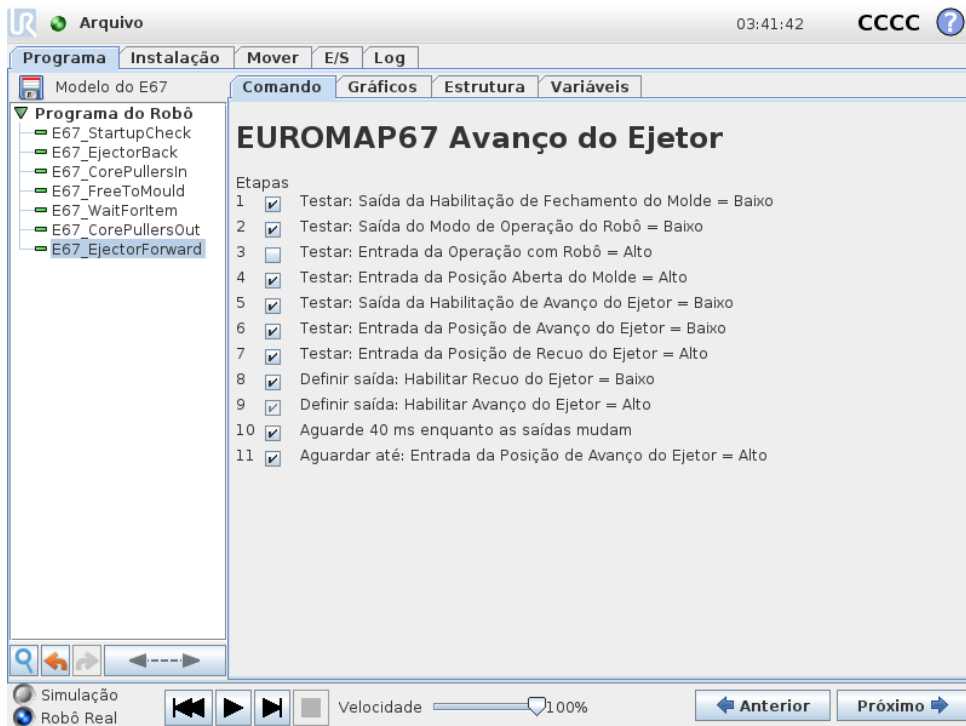 UR Arquivo 03:41:42 CCCC ?
Programa Instalação Mover E/S Log
Modelo do E67
Comando Gráficos Estrutura Variáveis
Programa do Robô
E67_StartupCheck
E67_EjectorBack
E67_CorePullersIn
E67_FreeToMould
E67_WaitForItem
E67_CorePullersOut
E67_EjectorForward
EUROMAP67 Avanço do Ejetor
Etapas
1 Testar: Saída da Habilitação de Fechamento do Molde = Baixo
2 Testar: Saída do Modo de Operação do Robô = Baixo
3 Testar: Entrada da Operação com Robô = Alto
4 Testar: Entrada da Posição Aberta do Molde = Alto
5 Testar: Saída da Habilitação de Avanço do Ejetor = Baixo
6 Testar: Entrada da Posição de Avanço do Ejetor = Baixo
7 Testar: Entrada da Posição de Recuo do Ejetor = Alto
8 Definir saída: Habilitar Recuo do Ejetor = Baixo
9 Definir saída: Habilitar Avanço do Ejetor = Alto
10 Aguarde 40 ms enquanto as saídas mudam
11 Aguardar até: Entrada da Posição de Avanço do Ejetor = Alto
Simulação
Robô Real
Velocidade 100%
Anterior
Próximo